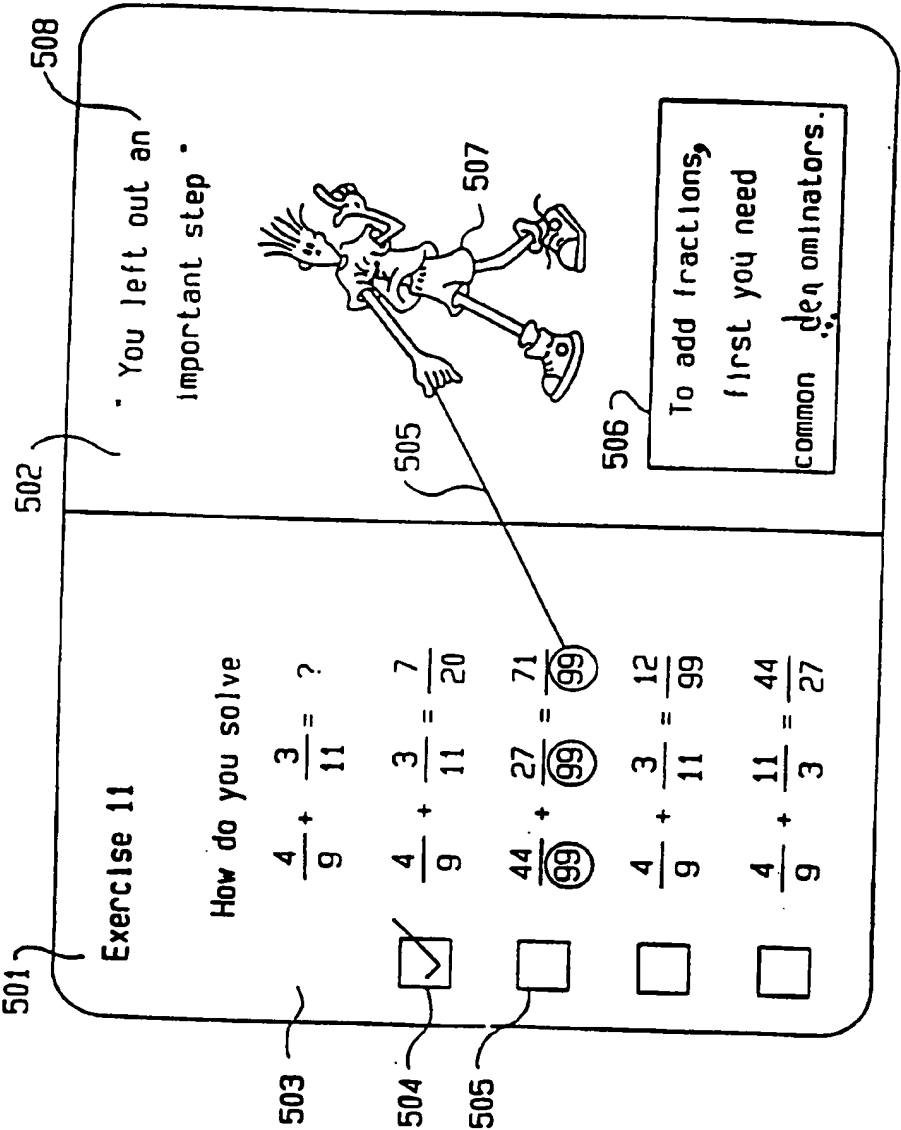 501
Exercise 11
503
How do you solve
4/9 + 3/11 = ?
504
4/9 + 3/11 = 7/20
505
44/99 + 27/99 = 71/99
4/9 + 3/11 = 12/99
4/9 + 11/3 = 44/27
502
508
" You left out an
important step "
505
507
506
To add fractions,
first you need
common denominators.